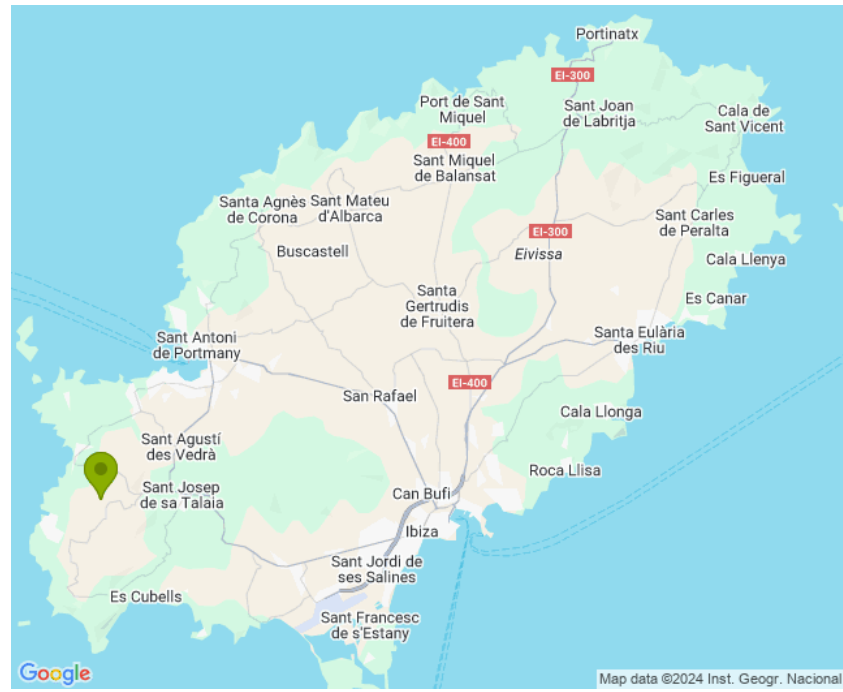 Portinatx
EI-300
Port de Sant
Miquel
Sant Joan
de Labritja
Cala de
Sant Vicent
EI-400
Sant Miquel
de Balansat
Es Figueral
Santa Agnès
de Corona
Sant Mateu
d'Albarca
Sant Carles
de Peralta
EI-300
Buscastell
Eivissa
Cala Llenya
Santa
Gertrudis
de Fruitera
Es Canar
Sant Antoni
de Portmany
Santa Eulària
des Riu
EI-400
San Rafael
Cala Llonga
Sant Agustí
des Vedrà
Roca Llisa
Sant Josep
de sa Talaia
Can Bufi
Ibiza
Sant Jordi de
ses Salines
Es Cubells
Sant Francesc
de s'Estany
Google
Map data ©2024 Inst. Geogr. Nacional